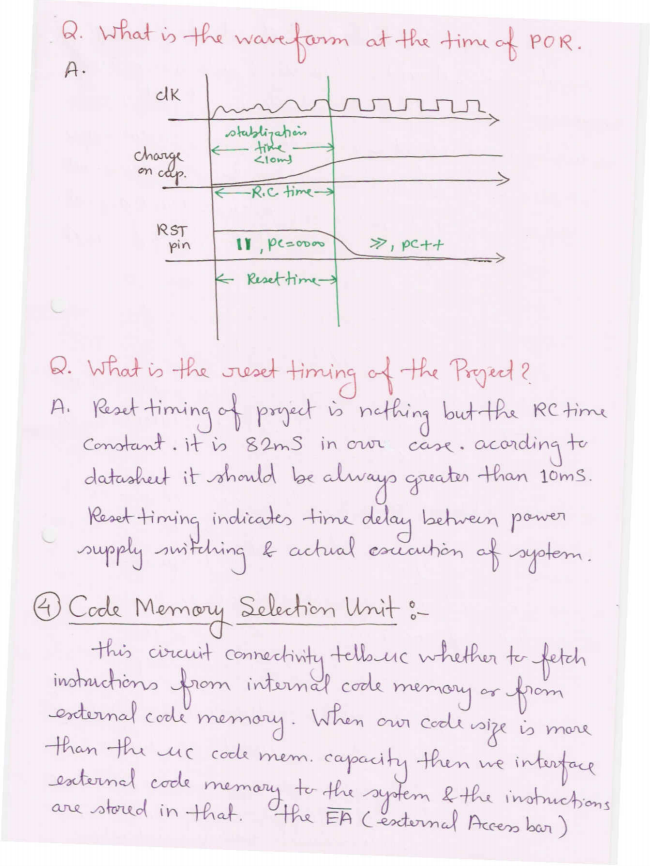 Q. What is the waveform at the time of POR.
A.
clk
stablization
time
<10ms
charge
on cap.
R.C time
RST
pin
II, PC=0000
≫, PC++
Reset time
Q. What is the reset timing of the Project?
A. Reset timing of project is nothing but the RC time
constant. it is 82mS in our case. acording to
datasheet it should be always greater than 10mS.
Reset timing indicates time delay between power
supply switching & actual execution of system.
④ Code Memory Selection Unit :-
this circuit connectivity tells uc whether to fetch
instructions from internal code memory or from
external code memory. When our code size is more
than the uc code mem. capacity then we interface
external code memory to the system & the instructions
are stored in that. the E̅A̅ (external Access bar)